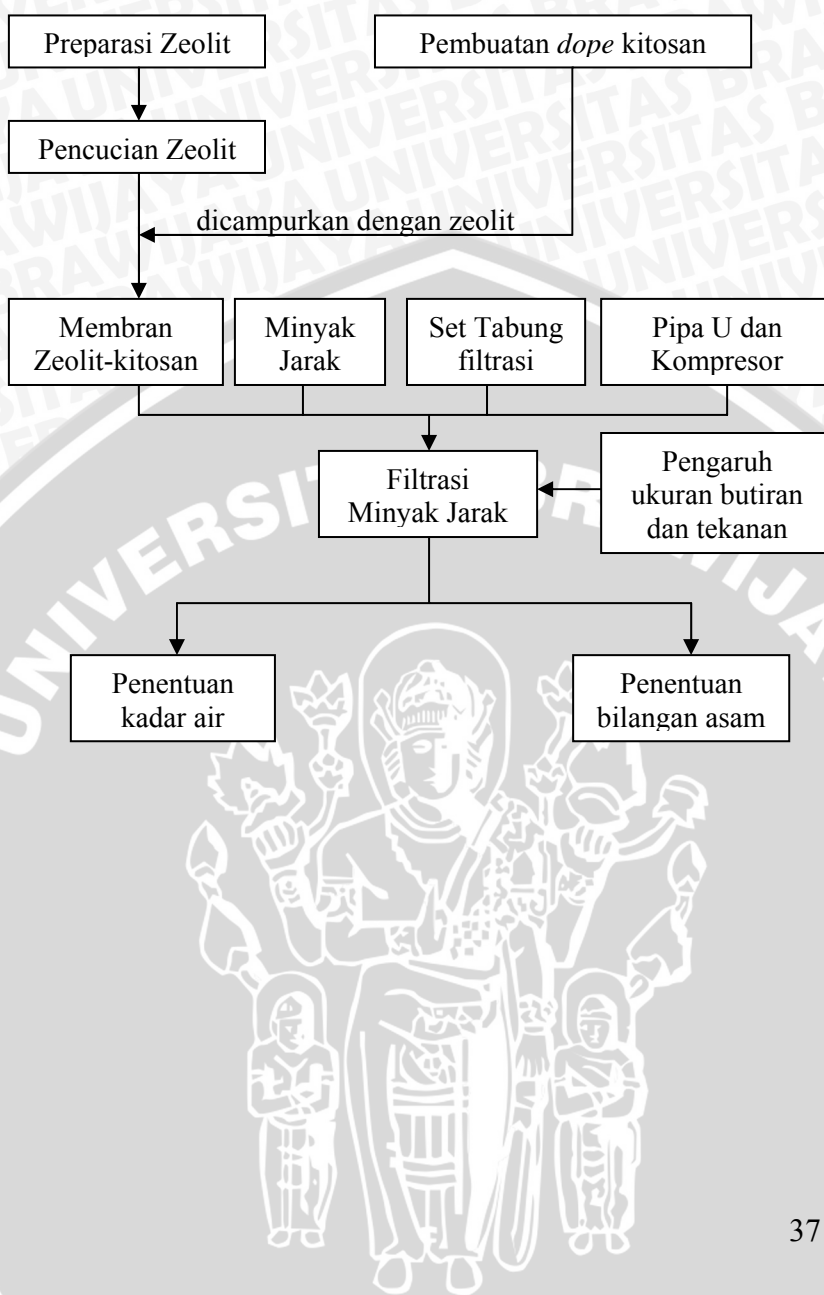 Preparasi Zeolit
Pembuatan dope kitosan
Pencucian Zeolit
dicampurkan dengan zeolit
Membran
Zeolit-kitosan
Minyak
Jarak
Set Tabung
filtrasi
Pipa U dan
Kompresor
Filtrasi
Minyak Jarak
Pengaruh
ukuran butiran
dan tekanan
Penentuan
kadar air
Penentuan
bilangan asam
37